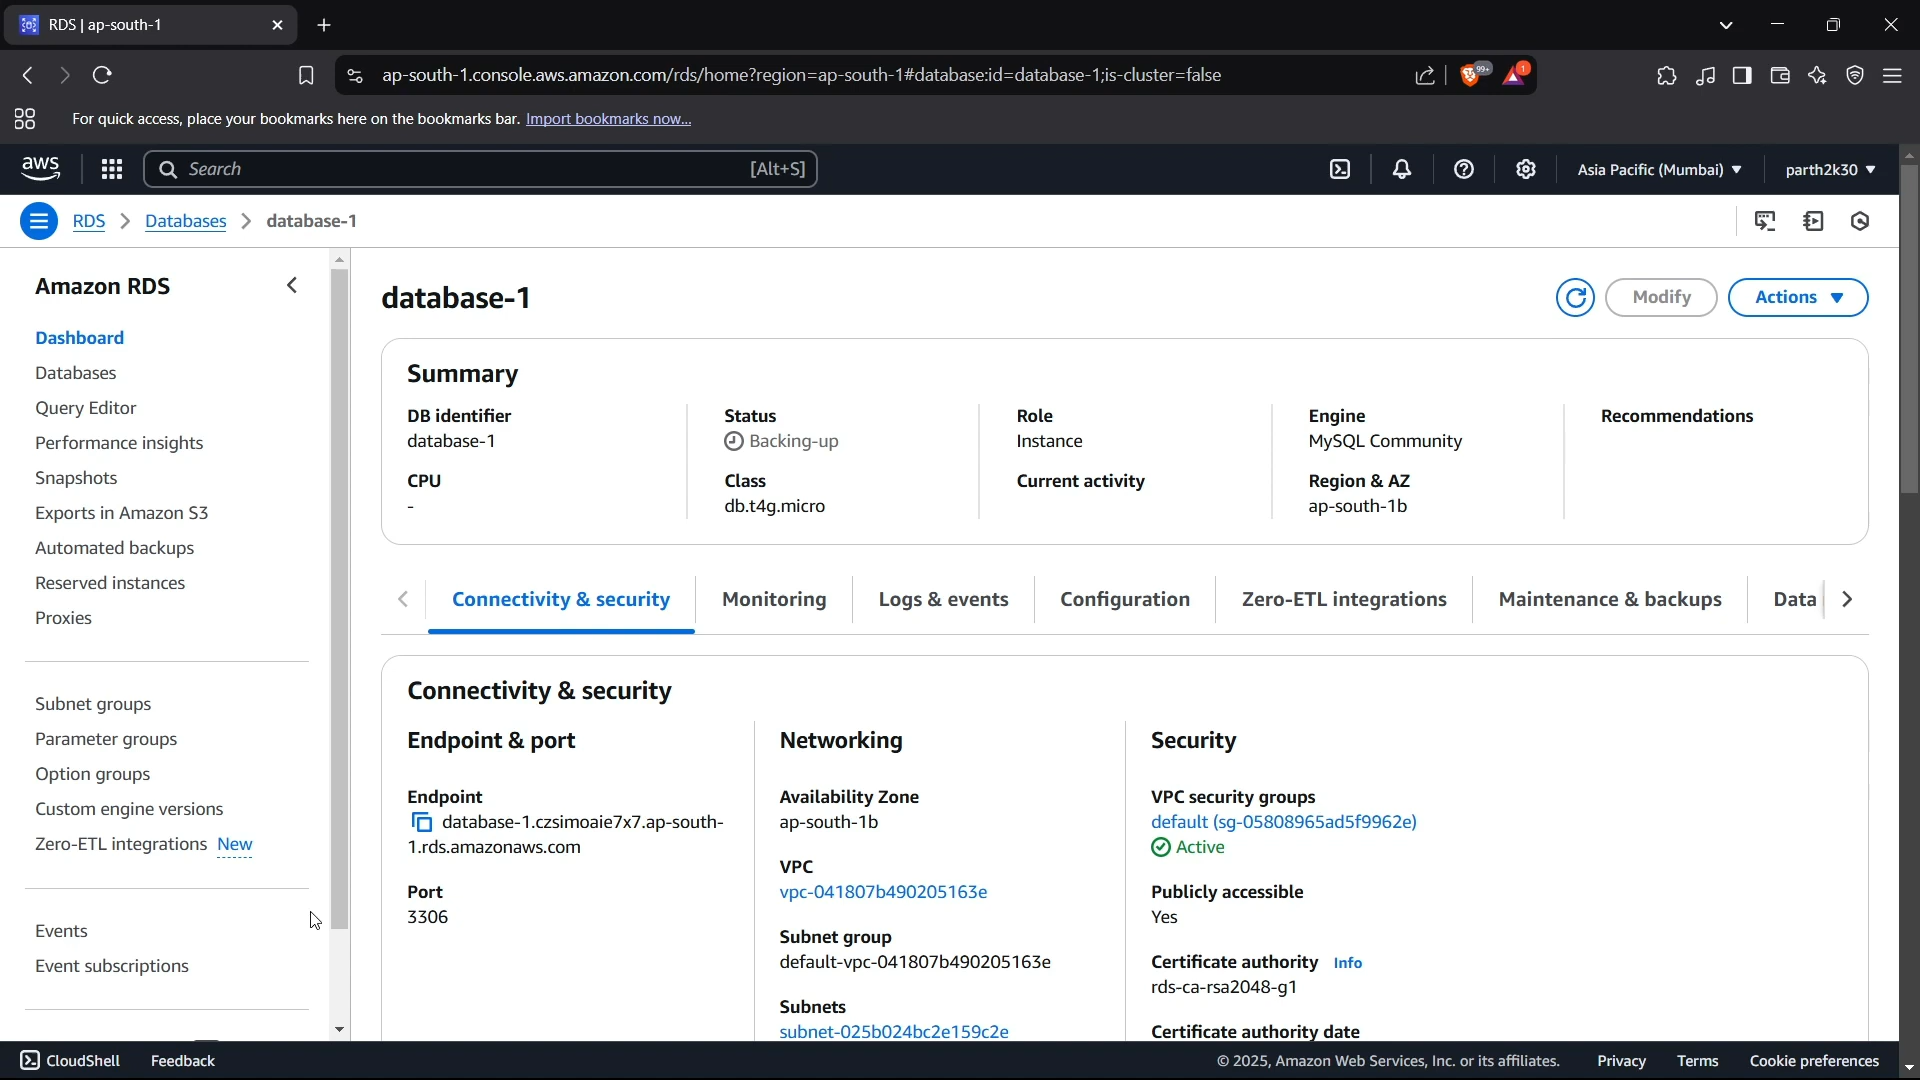 RDS | ap-south-1
ap-south-1.console.aws.amazon.com/rds/home?region=ap-south-1#database:id=database-1;is-cluster=false
99+
1
For quick access, place your bookmarks here on the bookmarks bar. Import bookmarks now...
aws
Search
[Alt+S]
Asia Pacific (Mumbai)
parth2k30
RDS
Databases
database-1
Amazon RDS
Dashboard
Databases
Query Editor
Performance insights
Snapshots
Exports in Amazon S3
Automated backups
Reserved instances
Proxies
Subnet groups
Parameter groups
Option groups
Custom engine versions
Zero-ETL integrations New
Events
Event subscriptions
database-1
Modify
Actions
Summary
DB identifier
database-1
CPU
-
Status
Backing-up
Class
db.t4g.micro
Role
Instance
Current activity
Engine
MySQL Community
Region & AZ
ap-south-1b
Recommendations
Connectivity & security
Monitoring
Logs & events
Configuration
Zero-ETL integrations
Maintenance & backups
Data
Connectivity & security
Endpoint & port
Endpoint
database-1.czsimoaie7x7.ap-south-
1.rds.amazonaws.com
Port
3306
Networking
Availability Zone
ap-south-1b
VPC
vpc-041807b490205163e
Subnet group
default-vpc-041807b490205163e
Subnets
subnet-025b024bc2e159c2e
Security
VPC security groups
default (sg-05808965ad5f9962e)
Active
Publicly accessible
Yes
Certificate authority Info
rds-ca-rsa2048-g1
Certificate authority date
CloudShell
Feedback
© 2025, Amazon Web Services, Inc. or its affiliates.
Privacy
Terms
Cookie preferences